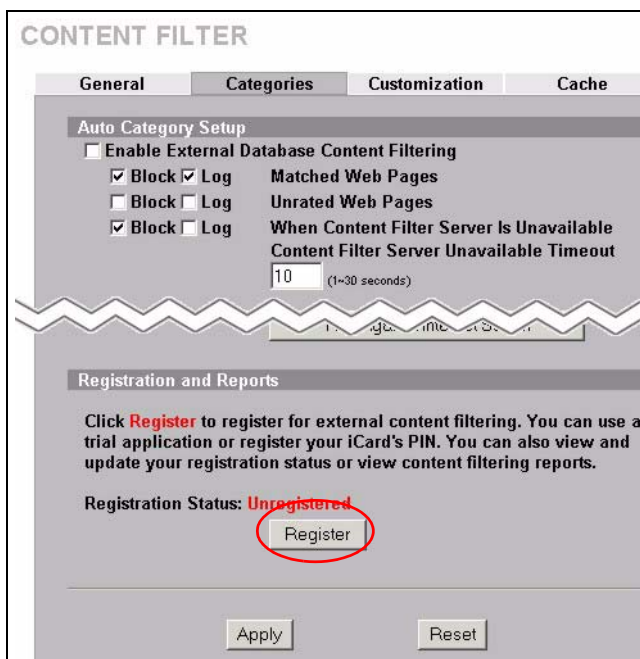 CONTENT FILTER
General Categories Customization Cache
Auto Category Setup
Enable External Database Content Filtering
Block Log Matched Web Pages
Block Log Unrated Web Pages
Block Log When Content Filter Server Is Unavailable
Content Filter Server Unavailable Timeout
10 (1~30 seconds)
Registration and Reports
Click Register to register for external content filtering. You can use a
trial application or register your iCard's PIN. You can also view and
update your registration status or view content filtering reports.
Registration Status: Unregistered
Register
Apply Reset